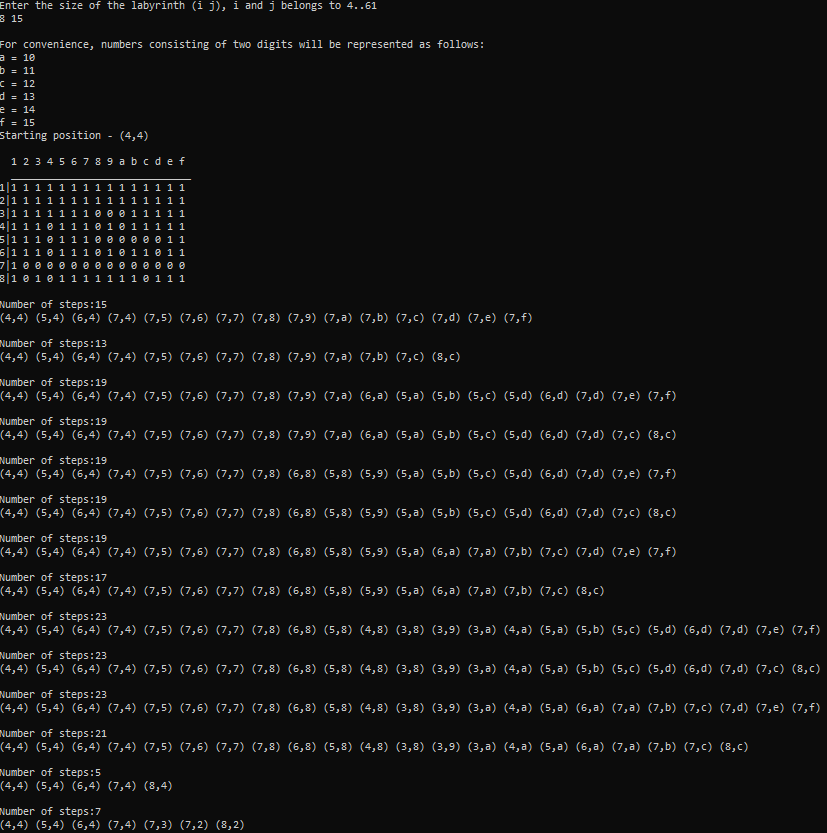 Enter the size of the labyrinth (i j), i and j belongs to 4..61
8 15
For convenience, numbers consisting of two digits will be represented as follows:
a = 10
b = 11
c = 12
d = 13
e = 14
f = 15
Starting position - (4,4)
1 2 3 4 5 6 7 8 9 a b c d e f
1|1 1 1 1 1 1 1 1 1 1 1 1 1 1 1
2|1 1 1 1 1 1 1 1 1 1 1 1 1 1 1
3|1 1 1 1 1 1 1 0 0 0 1 1 1 1 1
4|1 1 1 0 1 1 1 0 1 0 1 1 1 1 1
5|1 1 1 0 1 1 1 0 0 0 0 0 0 1 1
6|1 1 1 0 1 1 1 0 1 0 1 1 0 1 1
7|1 0 0 0 0 0 0 0 0 0 0 0 0 0 0
8|1 0 1 0 1 1 1 1 1 1 1 0 1 1 1
Number of steps:15
(4,4) (5,4) (6,4) (7,4) (7,5) (7,6) (7,7) (7,8) (7,9) (7,a) (7,b) (7,c) (7,d) (7,e) (7,f)
Number of steps:13
(4,4) (5,4) (6,4) (7,4) (7,5) (7,6) (7,7) (7,8) (7,9) (7,a) (7,b) (7,c) (8,c)
Number of steps:19
(4,4) (5,4) (6,4) (7,4) (7,5) (7,6) (7,7) (7,8) (7,9) (7,a) (6,a) (5,a) (5,b) (5,c) (5,d) (6,d) (7,d) (7,e) (7,f)
Number of steps:19
(4,4) (5,4) (6,4) (7,4) (7,5) (7,6) (7,7) (7,8) (7,9) (7,a) (6,a) (5,a) (5,b) (5,c) (5,d) (6,d) (7,d) (7,c) (8,c)
Number of steps:19
(4,4) (5,4) (6,4) (7,4) (7,5) (7,6) (7,7) (7,8) (6,8) (5,8) (5,9) (5,a) (5,b) (5,c) (5,d) (6,d) (7,d) (7,e) (7,f)
Number of steps:19
(4,4) (5,4) (6,4) (7,4) (7,5) (7,6) (7,7) (7,8) (6,8) (5,8) (5,9) (5,a) (5,b) (5,c) (5,d) (6,d) (7,d) (7,c) (8,c)
Number of steps:19
(4,4) (5,4) (6,4) (7,4) (7,5) (7,6) (7,7) (7,8) (6,8) (5,8) (5,9) (5,a) (6,a) (7,a) (7,b) (7,c) (7,d) (7,e) (7,f)
Number of steps:17
(4,4) (5,4) (6,4) (7,4) (7,5) (7,6) (7,7) (7,8) (6,8) (5,8) (5,9) (5,a) (6,a) (7,a) (7,b) (7,c) (8,c)
Number of steps:23
(4,4) (5,4) (6,4) (7,4) (7,5) (7,6) (7,7) (7,8) (6,8) (5,8) (4,8) (3,8) (3,9) (3,a) (4,a) (5,a) (5,b) (5,c) (5,d) (6,d) (7,d) (7,e) (7,f)
Number of steps:23
(4,4) (5,4) (6,4) (7,4) (7,5) (7,6) (7,7) (7,8) (6,8) (5,8) (4,8) (3,8) (3,9) (3,a) (4,a) (5,a) (5,b) (5,c) (5,d) (6,d) (7,d) (7,c) (8,c)
Number of steps:23
(4,4) (5,4) (6,4) (7,4) (7,5) (7,6) (7,7) (7,8) (6,8) (5,8) (4,8) (3,8) (3,9) (3,a) (4,a) (5,a) (6,a) (7,a) (7,b) (7,c) (7,d) (7,e) (7,f)
Number of steps:21
(4,4) (5,4) (6,4) (7,4) (7,5) (7,6) (7,7) (7,8) (6,8) (5,8) (4,8) (3,8) (3,9) (3,a) (4,a) (5,a) (6,a) (7,a) (7,b) (7,c) (8,c)
Number of steps:5
(4,4) (5,4) (6,4) (7,4) (8,4)
Number of steps:7
(4,4) (5,4) (6,4) (7,4) (7,3) (7,2) (8,2)